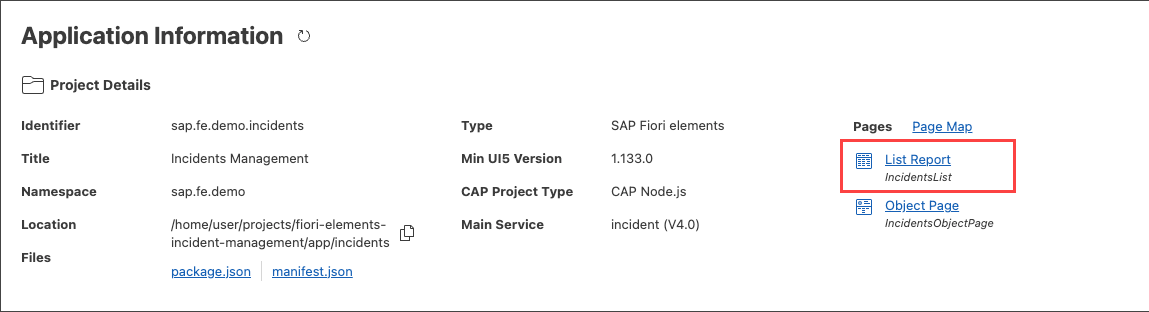 Application Information
Project Details
Identifier
sap.fe.demo.incidents
Title
Incidents Management
Namespace
sap.fe.demo
Location
/home/user/projects/fiori-elements-
incident-management/app/incidents
Files
package.json
manifest.json
Type
SAP Fiori elements
Min UI5 Version
1.133.0
CAP Project Type
CAP Node.js
Main Service
incident (V4.0)
Pages
Page Map
List Report
IncidentsList
Object Page
IncidentsObjectPage